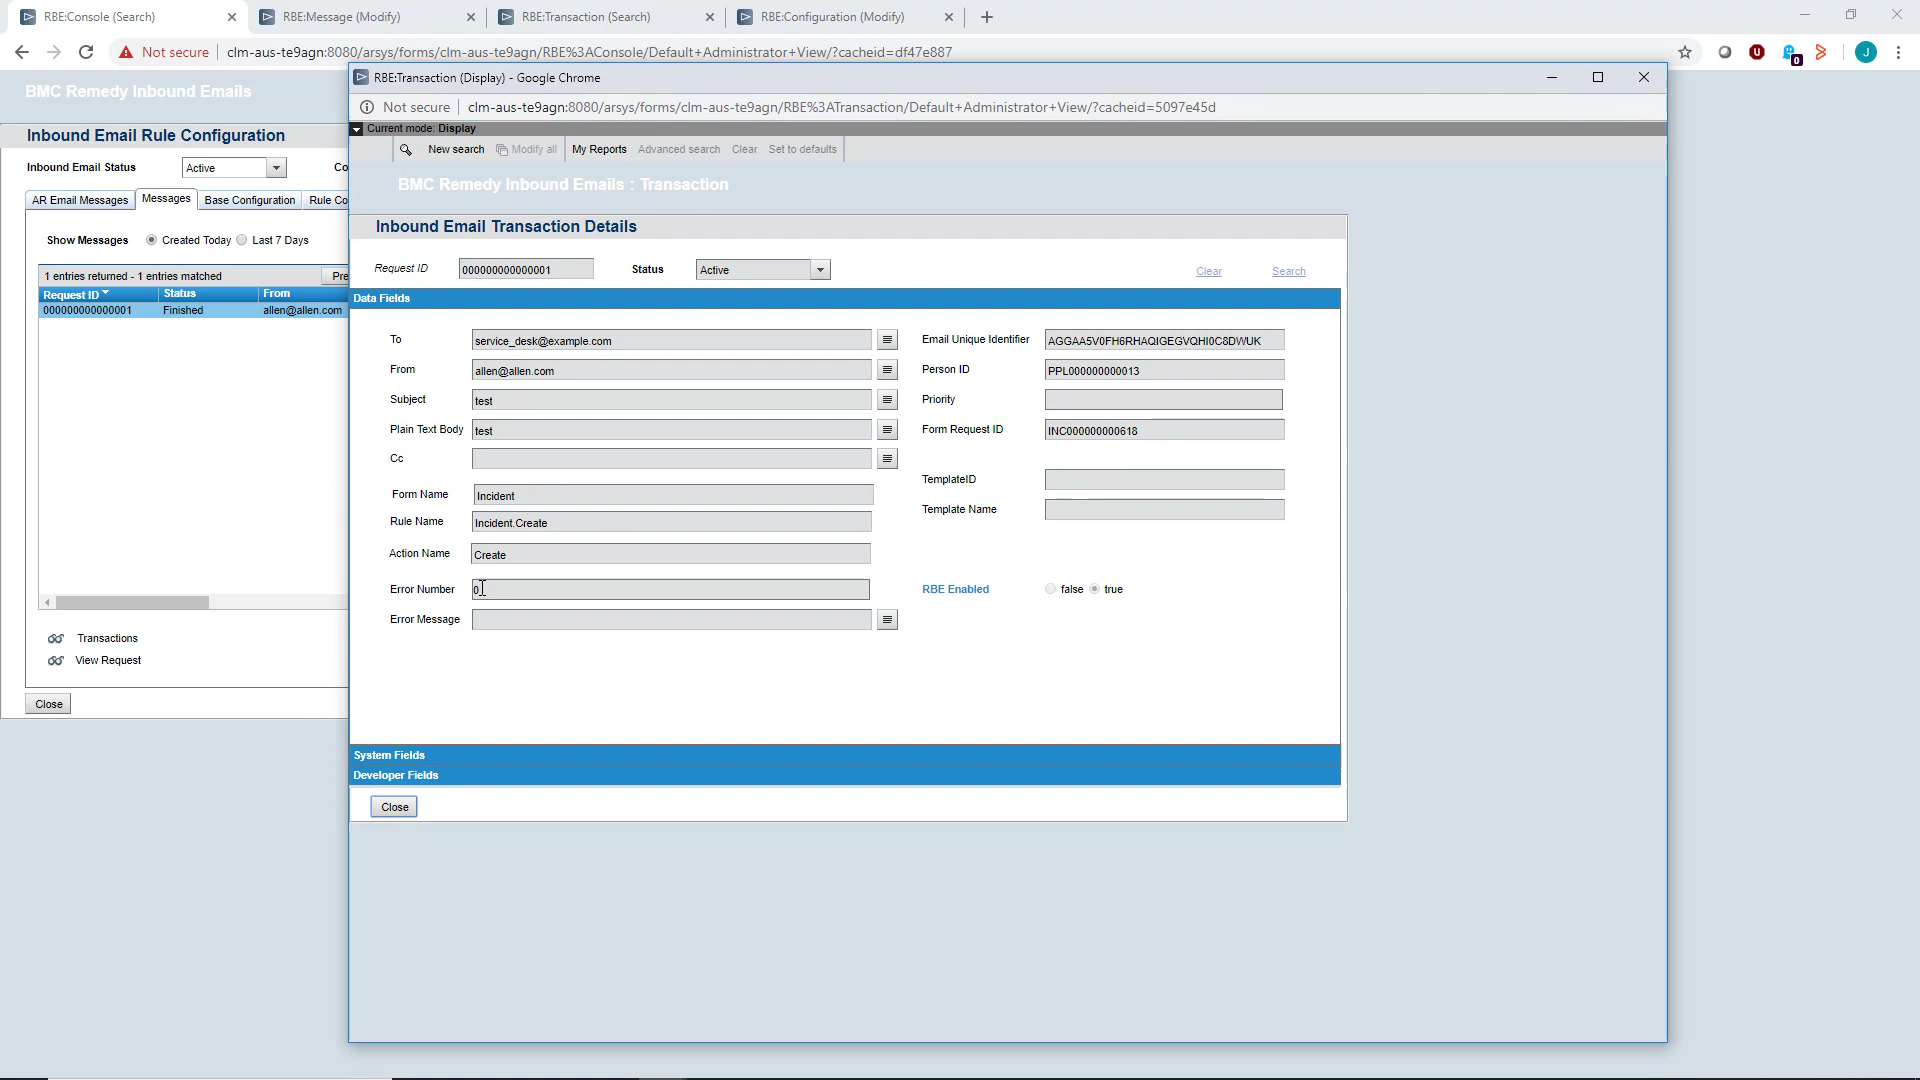 RBE:Console (Search)
RBE:Message (Modify)
RBE:Transaction (Search)
RBE:Configuration (Modify)
Not secure
clm-aus-te9agn:8080/arsys/forms/clm-aus-te9agn/RBE%3AConsole/Default+Administrator+View/?cacheid=df47e887
U
0
J
BMC Remedy Inbound Emails
Inbound Email Rule Configuration
Inbound Email Status
Active
Co
AR Email Messages
Messages
Base Configuration
Rule Co
Show Messages
Created Today
Last 7 Days
1 entries returned - 1 entries matched
Pre
Request ID
Status
From
000000000000001
Finished
allen@allen.com
Transactions
View Request
Close
RBE:Transaction (Display) - Google Chrome
Not secure
clm-aus-te9agn:8080/arsys/forms/clm-aus-te9agn/RBE%3ATransaction/Default+Administrator+View/?cacheid=5097e45d
Current mode: Display
New search
Modify all
My Reports
Advanced search
Clear
Set to defaults
BMC Remedy Inbound Emails : Transaction
Inbound Email Transaction Details
Request ID
000000000000001
Status
Active
Clear
Search
Data Fields
To
service_desk@example.com
Email Unique Identifier
AGGAA5V0FH6RHAQIGEGVQHI0C8DWUK
From
allen@allen.com
Person ID
PPL000000000013
Subject
test
Priority
Plain Text Body
test
Form Request ID
INC000000000618
Cc
TemplateID
Form Name
Incident
Template Name
Rule Name
Incident.Create
Action Name
Create
Error Number
0
RBE Enabled
false
true
Error Message
System Fields
Developer Fields
Close